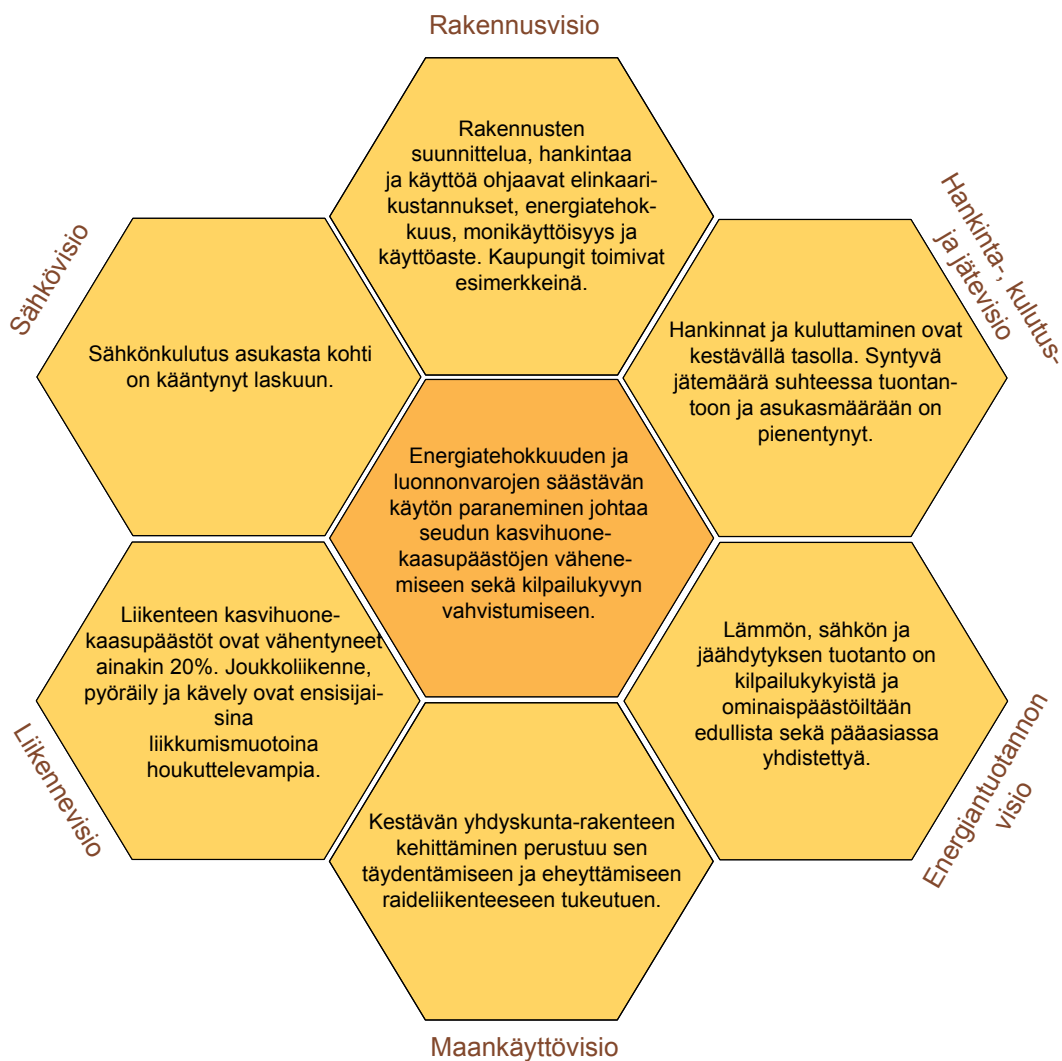 Rakennusvisio
Rakennusten
suunnittelua, hankintaa
ja käyttöä ohjaavat elinkaari-
kustannukset, energiatehok-
kuus, monikäyttöisyys ja
käyttöaste. Kaupungit toimivat
esimerkkeinä.
Hankinta-, kulutus-
ja jätevisio
Hankinnat ja kuluttaminen ovat
kestävällä tasolla. Syntyvä
jätemäärä suhteessa tuontan-
toon ja asukasmäärään on
pienentynyt.
Sähkövisio
Sähkönkulutus asukasta kohti
on kääntynyt laskuun.
Energiatehokkuuden ja
luonnonvarojen säästävän
käytön paraneminen johtaa
seudun kasvihuone-
kaasupäästöjen vähene-
miseen sekä kilpailukyvyn
vahvistumiseen.
Liikenteen kasvihuone-
kaasupäästöt ovat vähentyneet
ainakin 20%. Joukkoliikenne,
pyöräily ja kävely ovat ensisijai-
sina
liikkumismuotoina
houkuttelevampia.
Liikennevisio
Lämmön, sähkön ja
jäähdytyksen tuotanto on
kilpailukykyistä ja
ominaispäästöiltään
edullista sekä pääasiassa
yhdistettyä.
Energiantuotannon
visio
Kestävän yhdyskunta-rakenteen
kehittäminen perustuu sen
täydentämiseen ja eheyttämiseen
raideliikenteeseen tukeutuen.
Maankäyttövisio